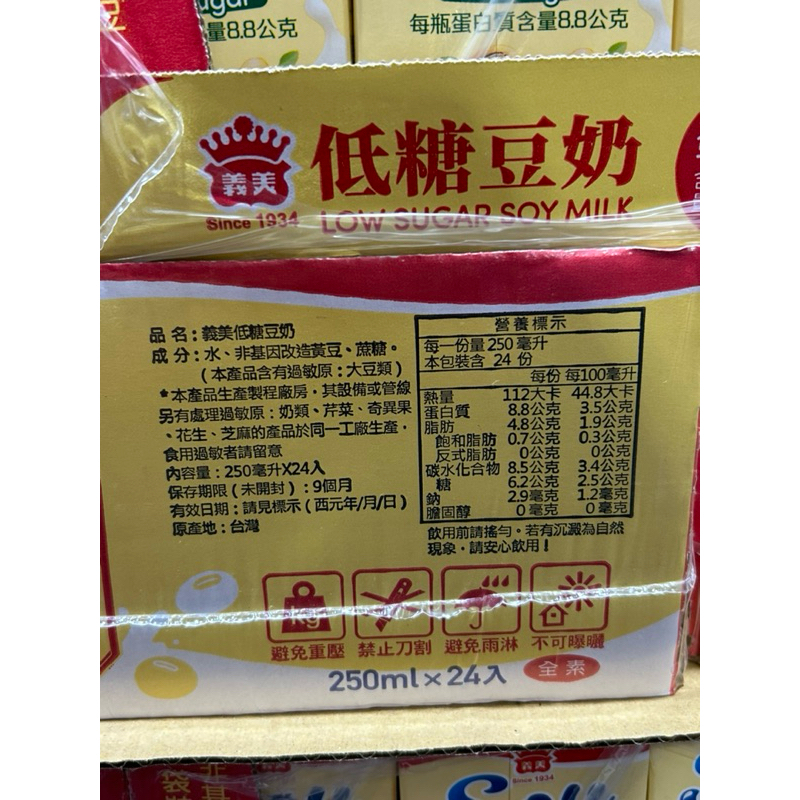 ugar
量8.8公克
每瓶蛋白質含量8.8公克
義美
Since 1934
低糖豆奶
LOW SUGAR SOY MILK
品名：義美低糖豆奶
成分：水、非基因改造黃豆、蔗糖。
（本產品含有過敏原：大豆類）
*本產品生產製程廠房，其設備或管線
另有處理過敏原：奶類、芹菜、奇異果
、花生、芝麻的產品於同一工廠生產，
食用過敏者請留意
內容量：250毫升X24入
保存期限（未開封）：9個月
有效日期：請見標示（西元年/月/日）
原產地：台灣
營養標示
每一份量 250 毫升
本包裝含 24 份
每份 每100毫升
熱量 112大卡 44.8大卡
蛋白質 8.8公克 3.5公克
脂肪 4.8公克 1.9公克
飽和脂肪 0.7公克 0.3公克
反式脂肪 0公克 0公克
碳水化合物 8.5公克 3.4公克
糖 6.2公克 2.5公克
鈉 2.9毫克 1.2毫克
膽固醇 0毫克 0毫克
飲用前請搖勻。若有沉澱為自然
現象，請安心飲用！
kg
避免重壓 禁止刀割 避免雨淋 不可曝曬
250ml×24入
全素
義美
Since 1934